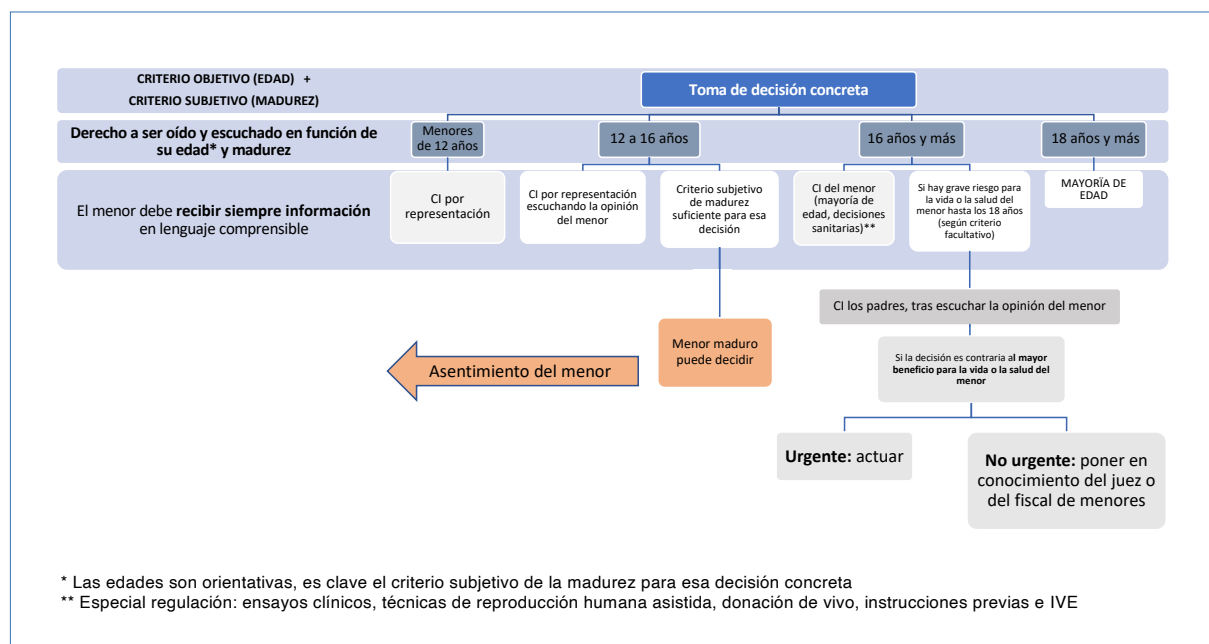 CRITERIO OBJETIVO (EDAD) +
CRITERIO SUBJETIVO (MADUREZ)
Toma de decisión concreta
Derecho a ser oído y escuchado en función de
su edad* y madurez
Menores
de 12 años
12 a 16 años
16 años y más
18 años y más
El menor debe recibir siempre información
en lenguaje comprensible
CI por
representación
CI por representación
escuchando la opinión
del menor
Criterio subjetivo
de madurez
suficiente para esa
decisión
CI del menor
(mayoría de
edad, decisiones
sanitarias)**
Si hay grave riesgo para
la vida o la salud del
menor hasta los 18 años
(según criterio
facultativo)
MAYORÏA DE
EDAD
CI los padres, tras escuchar la opinión del menor
Menor maduro
puede decidir
Asentimiento del menor
Si la decisión es contraria al mayor
beneficio para la vida o la salud del
menor
Urgente: actuar
No urgente: poner en
conocimiento del juez o
del fiscal de menores
* Las edades son orientativas, es clave el criterio subjetivo de la madurez para esa decisión concreta
** Especial regulación: ensayos clínicos, técnicas de reproducción humana asistida, donación de vivo, instrucciones previas e IVE